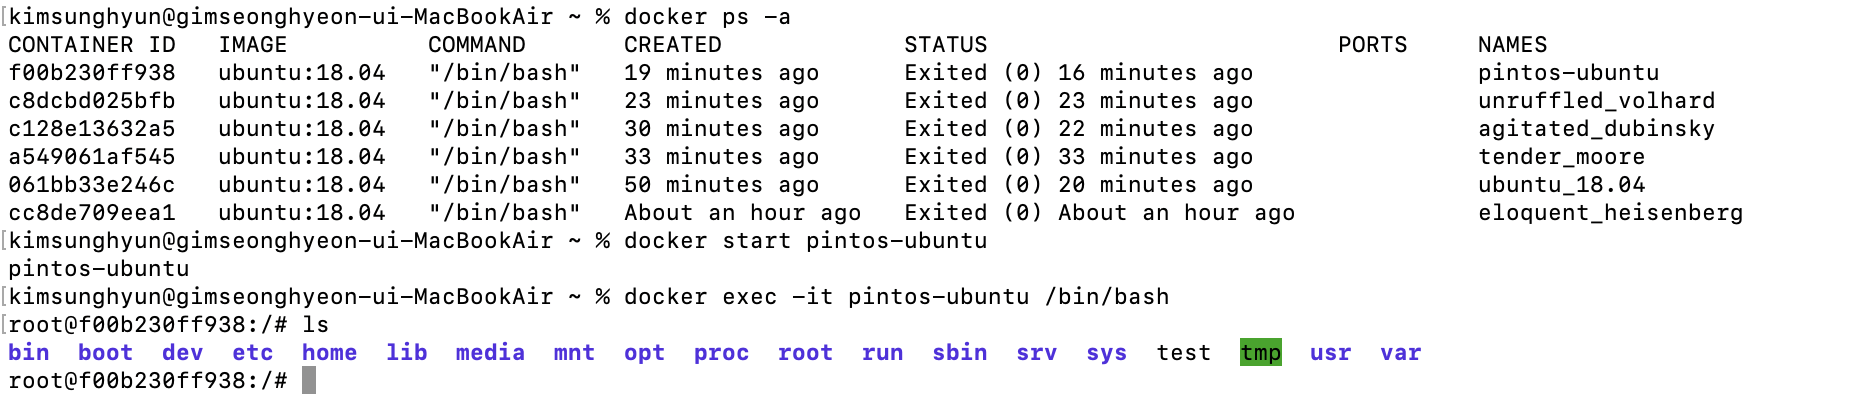 [kimsunghyun@gimseonghyeon-ui-MacBookAir ~ % docker ps -a
CONTAINER ID   IMAGE          COMMAND       CREATED             STATUS                         PORTS     NAMES
f00b230ff938   ubuntu:18.04   "/bin/bash"   19 minutes ago      Exited (0) 16 minutes ago                pintos-ubuntu
c8dcbd025bfb   ubuntu:18.04   "/bin/bash"   23 minutes ago      Exited (0) 23 minutes ago                unruffled_volhard
c128e13632a5   ubuntu:18.04   "/bin/bash"   30 minutes ago      Exited (0) 22 minutes ago                agitated_dubinsky
a549061af545   ubuntu:18.04   "/bin/bash"   33 minutes ago      Exited (0) 33 minutes ago                tender_moore
061bb33e246c   ubuntu:18.04   "/bin/bash"   50 minutes ago      Exited (0) 20 minutes ago                ubuntu_18.04
cc8de709eea1   ubuntu:18.04   "/bin/bash"   About an hour ago   Exited (0) About an hour ago             eloquent_heisenberg
[kimsunghyun@gimseonghyeon-ui-MacBookAir ~ % docker start pintos-ubuntu
pintos-ubuntu
[kimsunghyun@gimseonghyeon-ui-MacBookAir ~ % docker exec -it pintos-ubuntu /bin/bash
[root@f00b230ff938:/# ls
bin  boot  dev  etc  home  lib  media  mnt  opt  proc  root  run  sbin  srv  sys  test  tmp  usr  var
root@f00b230ff938:/#